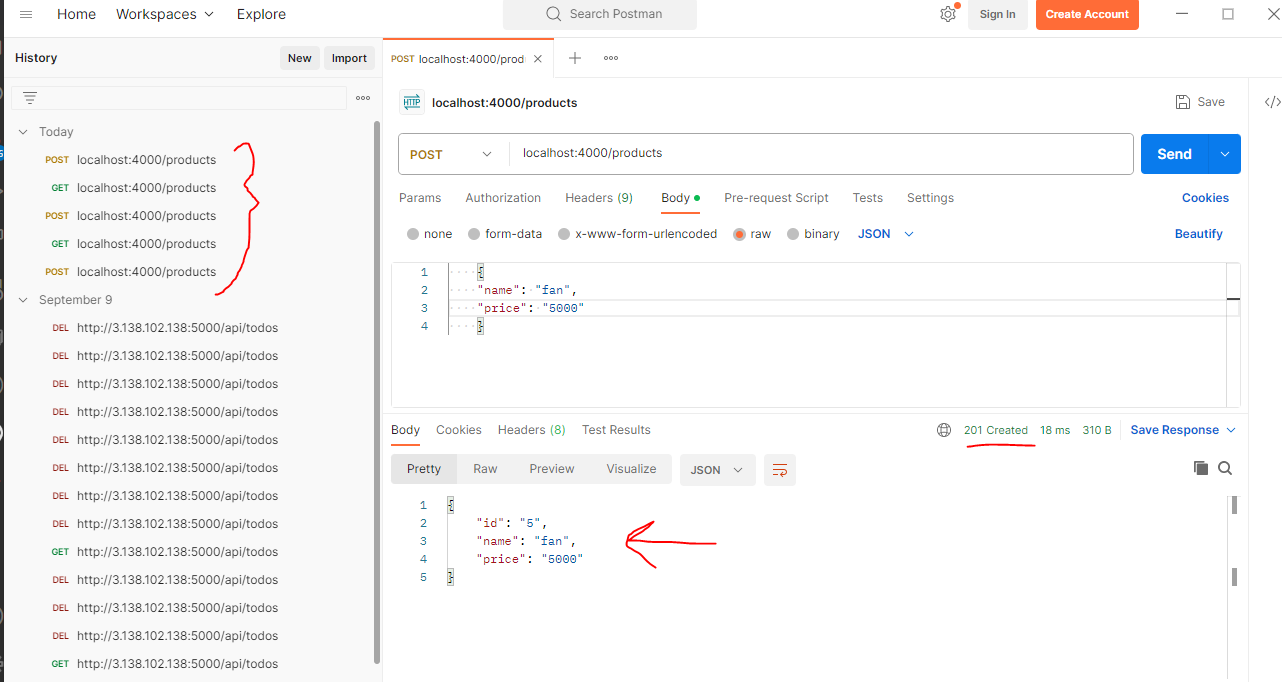 Home Workspaces Explore Search Postman Sign In Create Account
History New Import
POST localhost:4000/prod
HTTP localhost:4000/products Save
Today
POST localhost:4000/products
GET localhost:4000/products
POST localhost:4000/products
GET localhost:4000/products
POST localhost:4000/products
September 9
DEL http://3.138.102.138:5000/api/todos
DEL http://3.138.102.138:5000/api/todos
DEL http://3.138.102.138:5000/api/todos
DEL http://3.138.102.138:5000/api/todos
DEL http://3.138.102.138:5000/api/todos
DEL http://3.138.102.138:5000/api/todos
DEL http://3.138.102.138:5000/api/todos
DEL http://3.138.102.138:5000/api/todos
GET http://3.138.102.138:5000/api/todos
DEL http://3.138.102.138:5000/api/todos
DEL http://3.138.102.138:5000/api/todos
DEL http://3.138.102.138:5000/api/todos
GET http://3.138.102.138:5000/api/todos
POST localhost:4000/products Send
Params Authorization Headers (9) Body Pre-request Script Tests Settings Cookies
none form-data x-www-form-urlencoded raw binary JSON Beautify
1 {
2 "name": "fan",
3 "price": "5000"
4 }
Body Cookies Headers (8) Test Results 201 Created 18 ms 310 B Save Response
Pretty Raw Preview Visualize JSON
1 {
2 "id": "5",
3 "name": "fan",
4 "price": "5000"
5 }